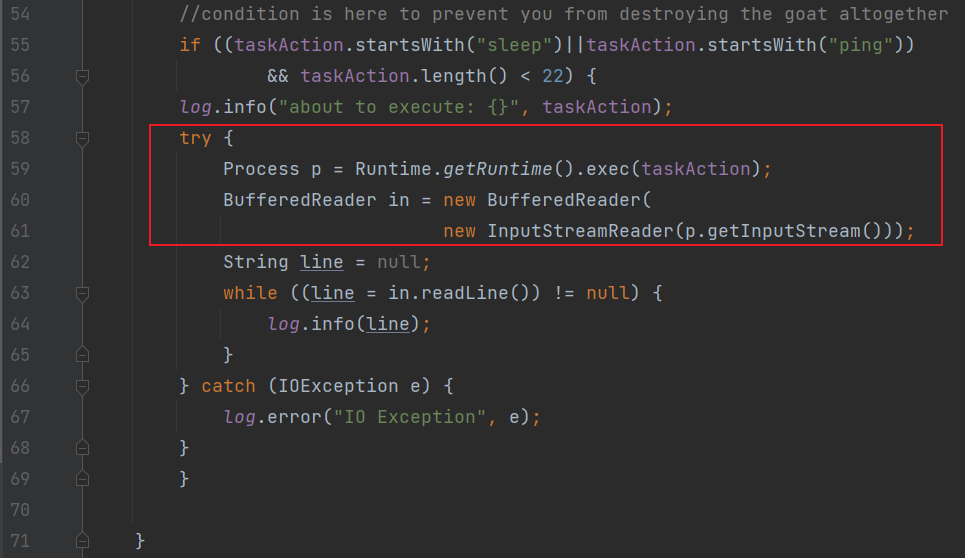 54 //condition is here to prevent you from destroying the goat altogether
55 if ((taskAction.startsWith("sleep")||taskAction.startsWith("ping"))
56 && taskAction.length() < 22) {
57 log.info("about to execute: {}", taskAction);
58 try {
59 Process p = Runtime.getRuntime().exec(taskAction);
60 BufferedReader in = new BufferedReader(
61 new InputStreamReader(p.getInputStream()));
62 String line = null;
63 while ((line = in.readLine()) != null) {
64 log.info(line);
65 }
66 } catch (IOException e) {
67 log.error("IO Exception", e);
68 }
69 }
70
71 }